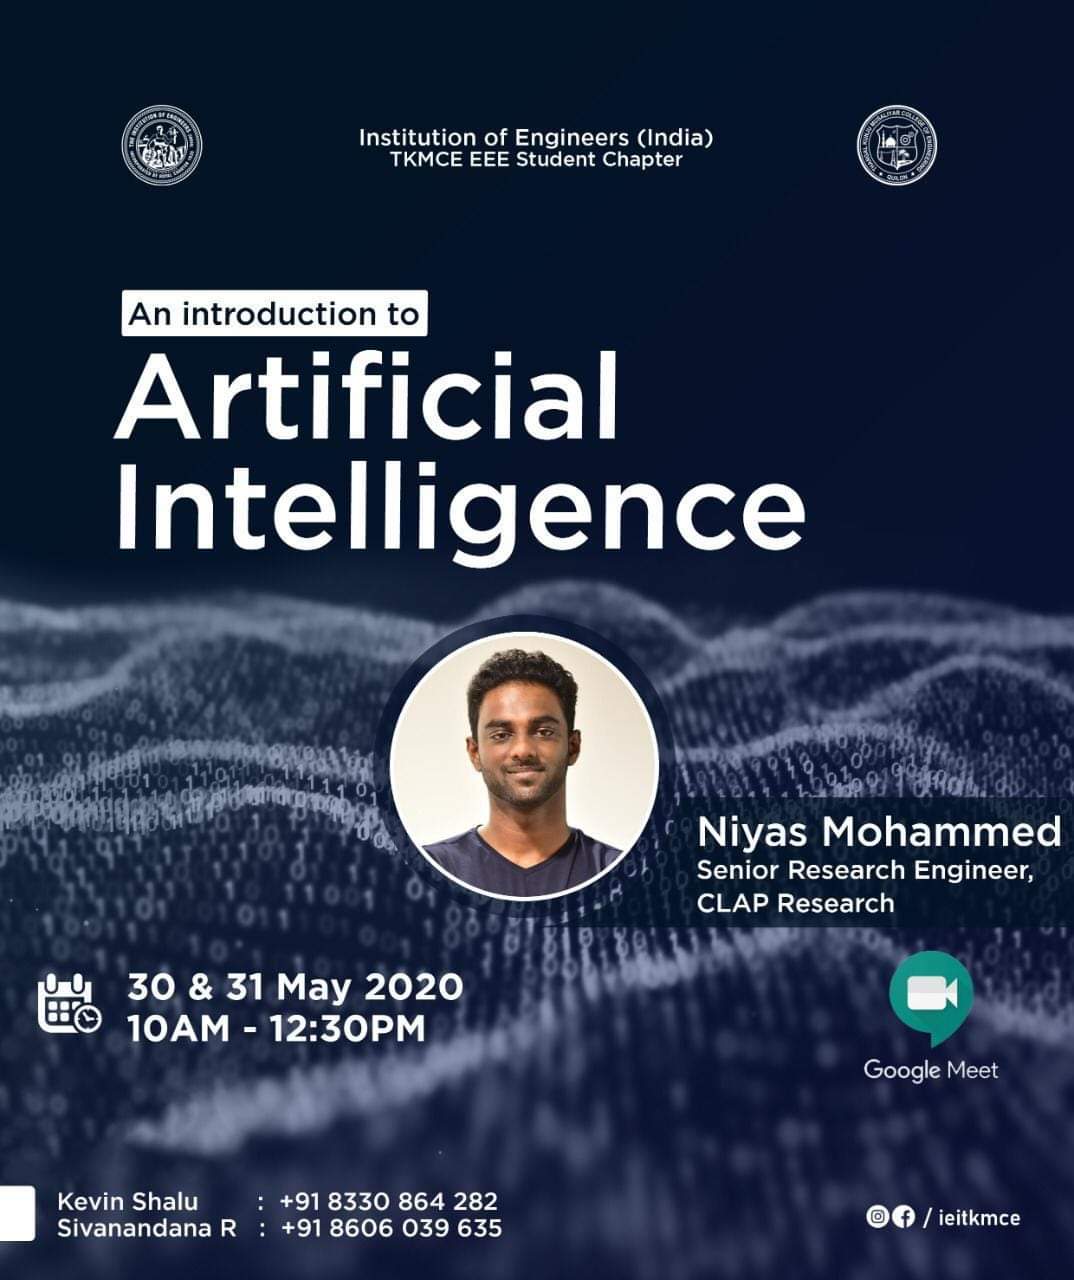 Institution of Engineers (India)
TKMCE EEE Student Chapter
An introduction to
Artificial
Intelligence
Niyas Mohammed
Senior Research Engineer,
CLAP Research
30 & 31 May 2020
10AM - 12:30PM
Google Meet
Kevin Shalu : +91 8330 864 282
Sivanandana R : +91 8606 039 635
/ ieitkmce